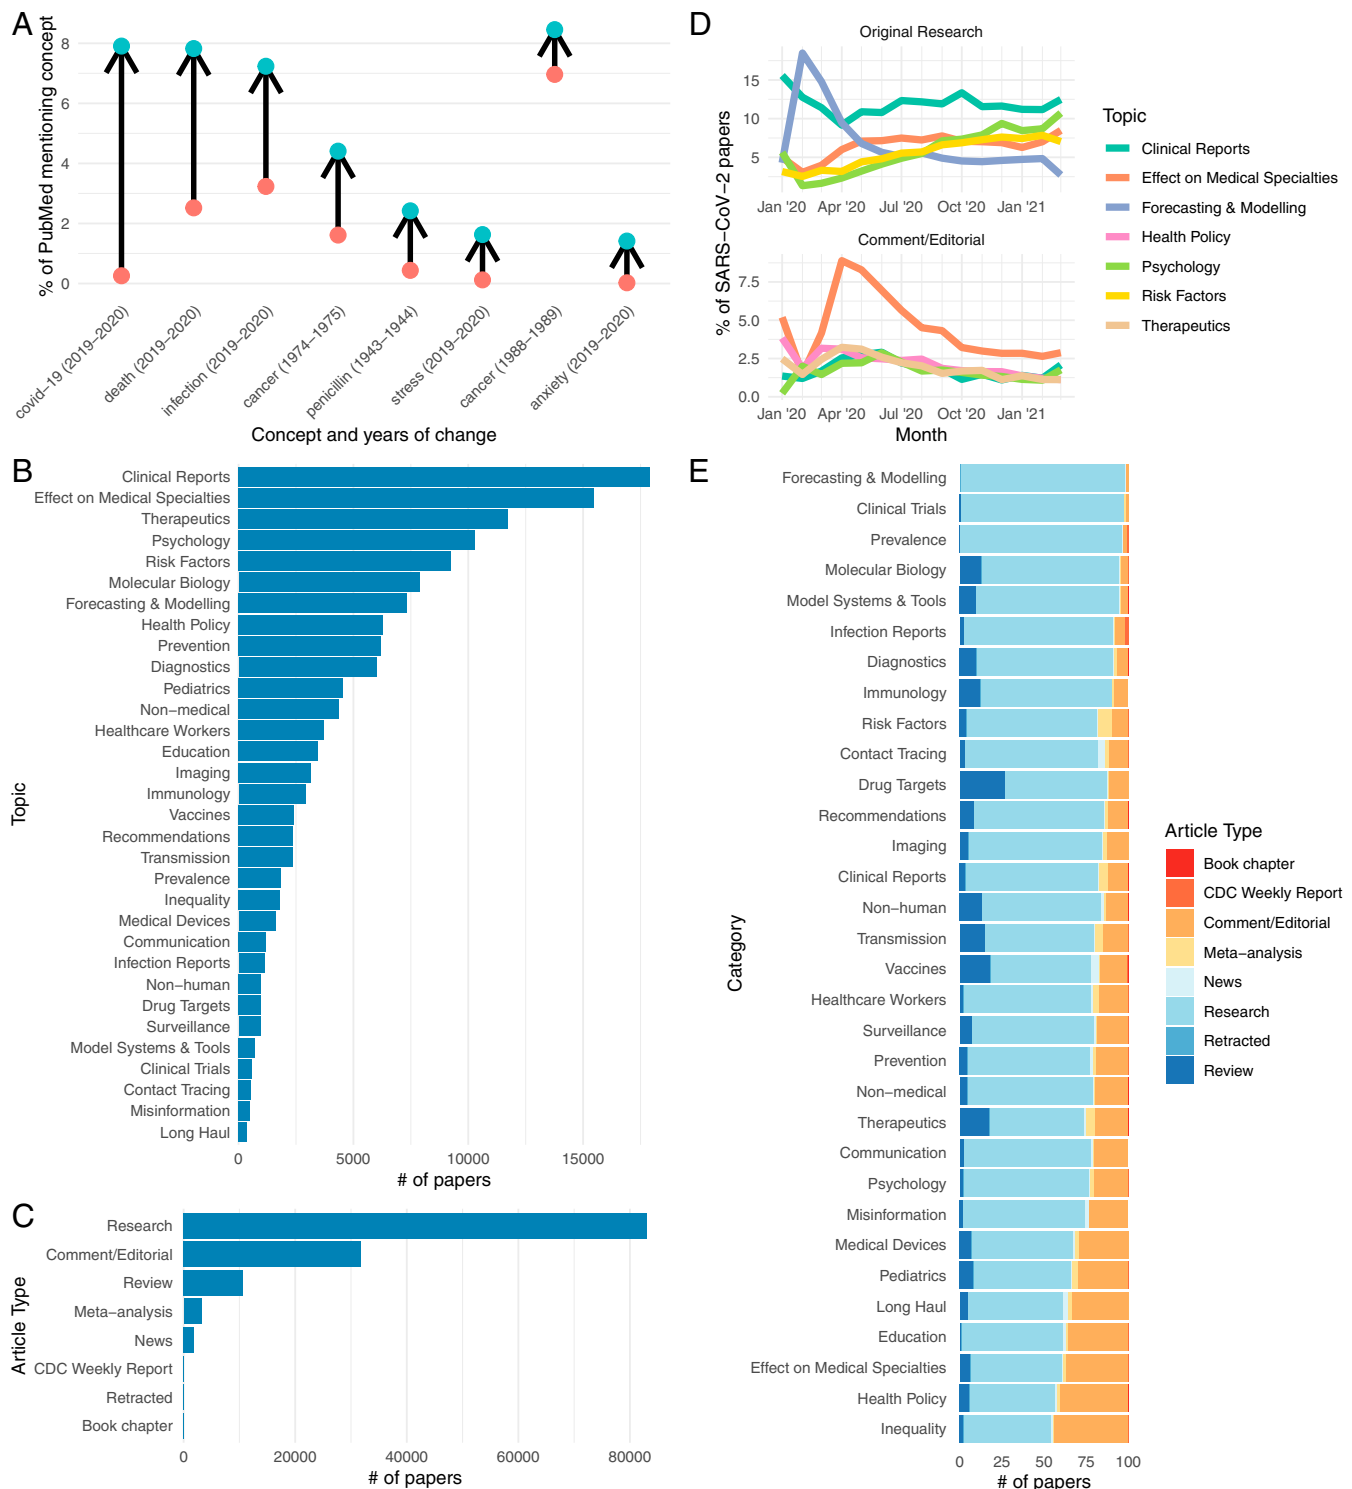 A
% of PubMed mentioning concept
8
6
4
2
0
covid−19 (2019−2020)
death (2019−2020)
infection (2019−2020)
cancer (1974−1975)
penicillin (1943−1944)
stress (2019−2020)
cancer (1988−1989)
anxiety (2019−2020)
Concept and years of change
D
Original Research
% of SARS−CoV−2 papers
15
10
5
Jan '20 Apr '20 Jul '20 Oct '20 Jan '21
Comment/Editorial
7.5
5.0
2.5
0.0
Jan '20 Apr '20 Jul '20 Oct '20 Jan '21
Month
Topic
Clinical Reports
Effect on Medical Specialties
Forecasting & Modelling
Health Policy
Psychology
Risk Factors
Therapeutics
B
Topic
Clinical Reports
Effect on Medical Specialties
Therapeutics
Psychology
Risk Factors
Molecular Biology
Forecasting & Modelling
Health Policy
Prevention
Diagnostics
Pediatrics
Non−medical
Healthcare Workers
Education
Imaging
Immunology
Vaccines
Recommendations
Transmission
Prevalence
Inequality
Medical Devices
Communication
Infection Reports
Non−human
Drug Targets
Surveillance
Model Systems & Tools
Clinical Trials
Contact Tracing
Misinformation
Long Haul
0 5000 10000 15000
# of papers
C
Article Type
Research
Comment/Editorial
Review
Meta−analysis
News
CDC Weekly Report
Retracted
Book chapter
0 20000 40000 60000 80000
# of papers
E
Category
Forecasting & Modelling
Clinical Trials
Prevalence
Molecular Biology
Model Systems & Tools
Infection Reports
Diagnostics
Immunology
Risk Factors
Contact Tracing
Drug Targets
Recommendations
Imaging
Clinical Reports
Non−human
Transmission
Vaccines
Healthcare Workers
Surveillance
Prevention
Non−medical
Therapeutics
Communication
Psychology
Misinformation
Medical Devices
Pediatrics
Long Haul
Education
Effect on Medical Specialties
Health Policy
Inequality
0 25 50 75 100
# of papers
Article Type
Book chapter
CDC Weekly Report
Comment/Editorial
Meta−analysis
News
Research
Retracted
Review